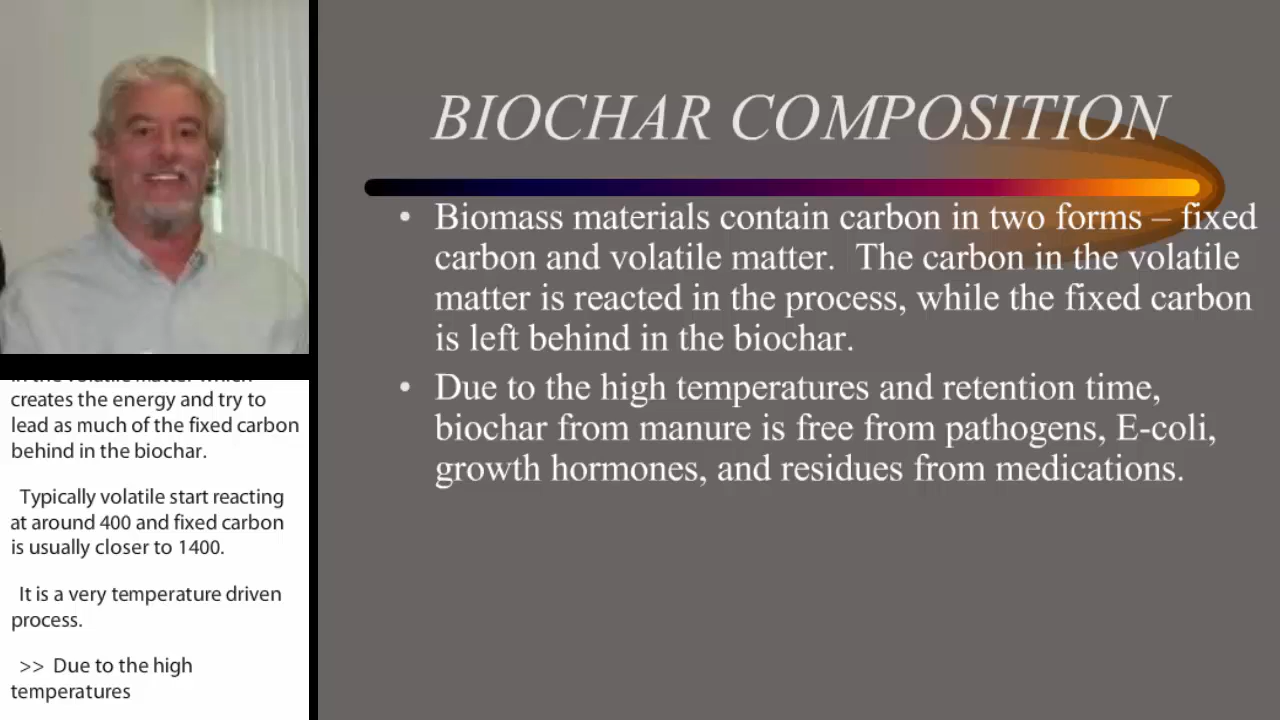 BIOCHAR COMPOSITION
• Biomass materials contain carbon in two forms – fixed
carbon and volatile matter.  The carbon in the volatile
matter is reacted in the process, while the fixed carbon
is left behind in the biochar.
• Due to the high temperatures and retention time,
biochar from manure is free from pathogens, E-coli,
growth hormones, and residues from medications.
in the volatile matter which
creates the energy and try to
lead as much of the fixed carbon
behind in the biochar.
Typically volatile start reacting
at around 400 and fixed carbon
is usually closer to 1400.
It is a very temperature driven
process.
>> Due to the high
temperatures